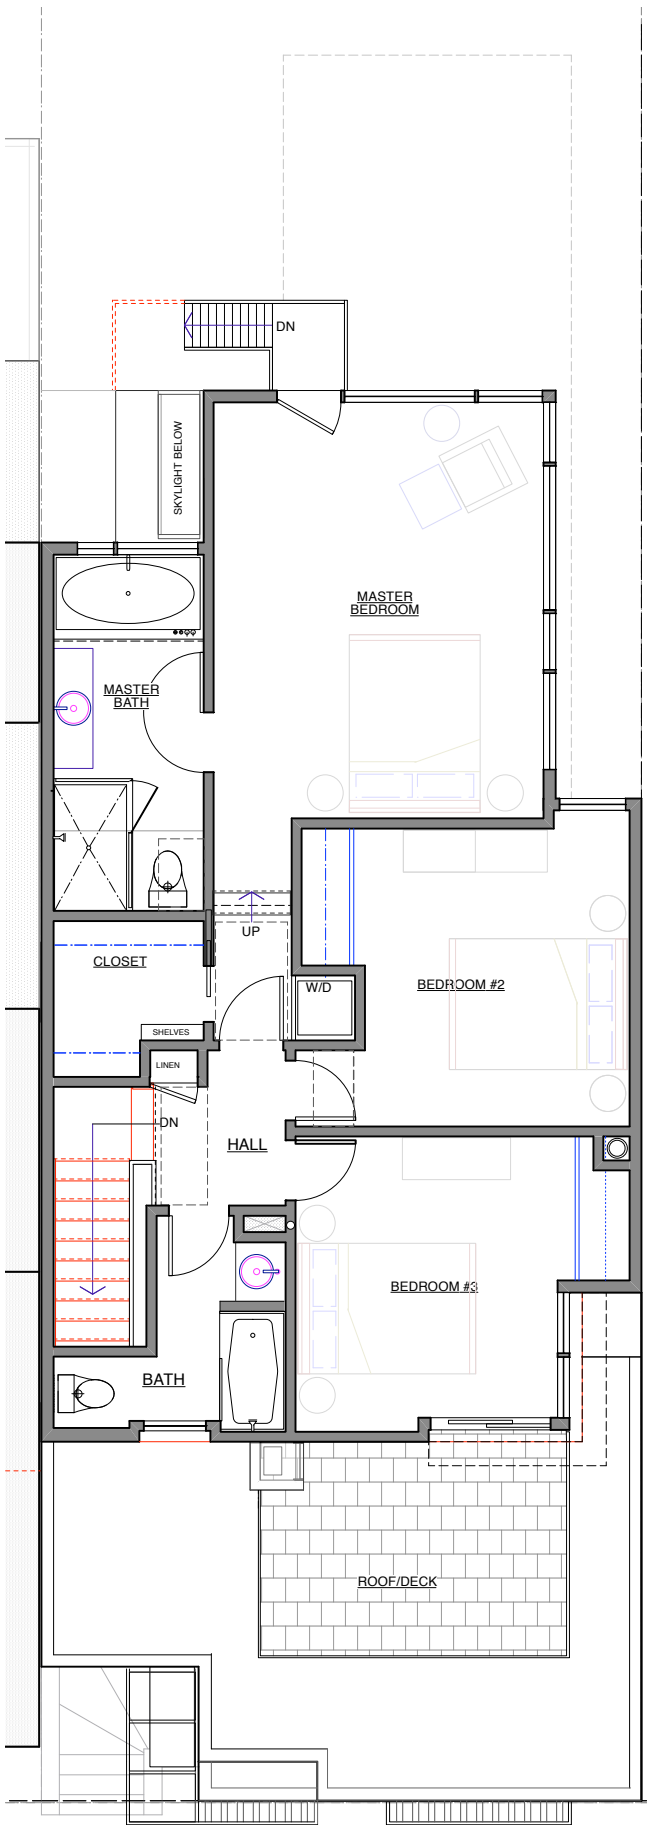 DN
SKYLIGHT BELOW
MASTER
BEDROOM
MASTER
BATH
UP
CLOSET
W/D
BEDROOM #2
SHELVES
LINEN
DN
HALL
BEDROOM #3
BATH
ROOF/DECK